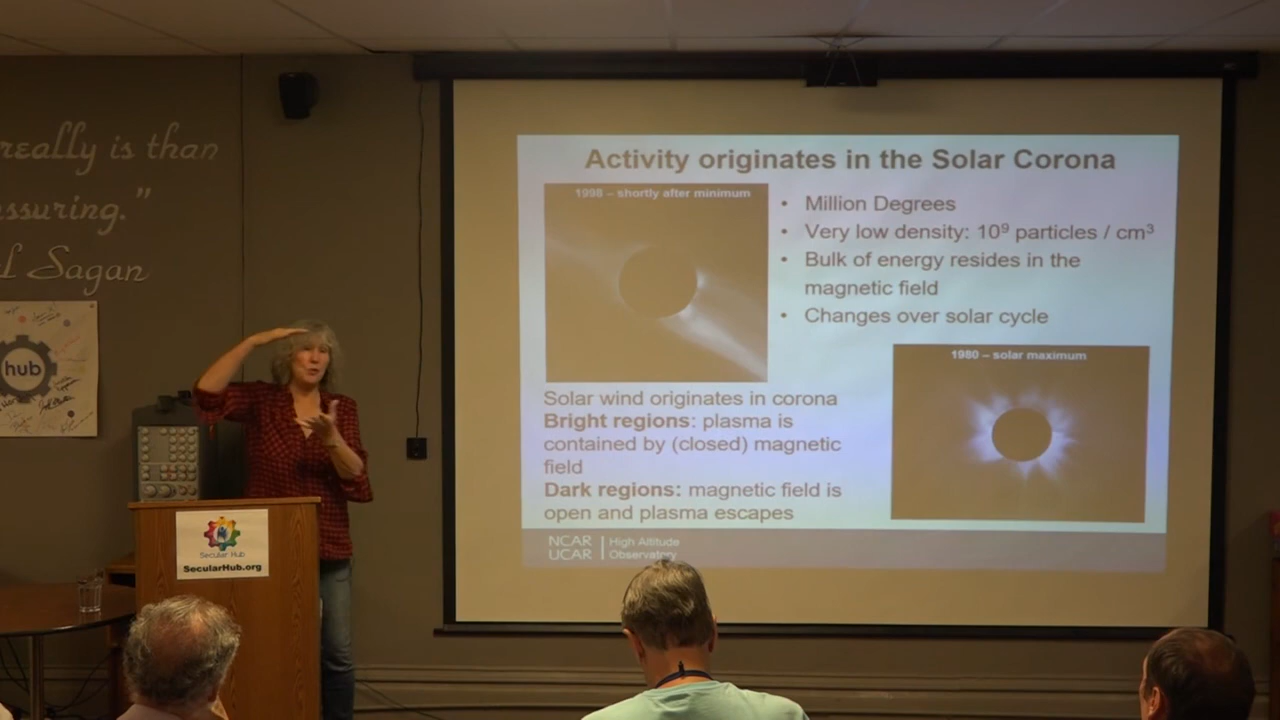 really is than
ssuring."
l Sagan
hub
Secular Hub
SecularHub.org
Activity originates in the Solar Corona
1998 – shortly after minimum
• Million Degrees
• Very low density: 10⁹ particles / cm³
• Bulk of energy resides in the
magnetic field
• Changes over solar cycle
1980 – solar maximum
Solar wind originates in corona
Bright regions: plasma is
contained by (closed) magnetic
field
Dark regions: magnetic field is
open and plasma escapes
NCAR
UCAR
High Altitude
Observatory